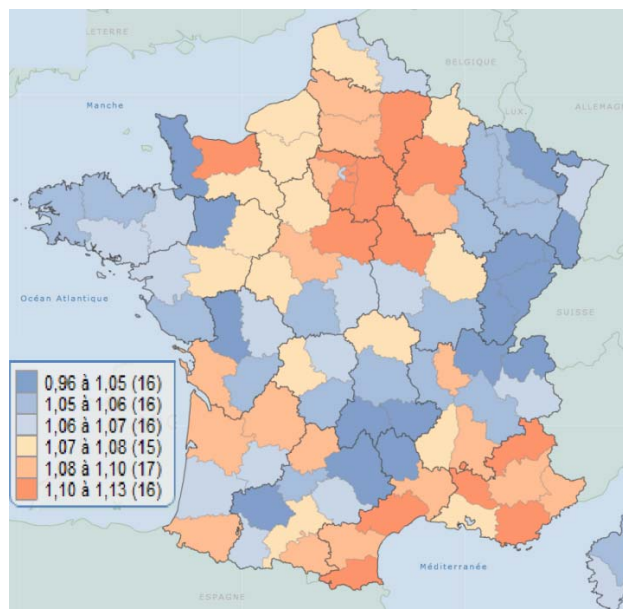 LETERRE
BELGIQUE
Manche
LUX.
ALLEMAG
Océan Atlantique
SUISSE
0,96 à 1,05 (16)
1,05 à 1,06 (16)
1,06 à 1,07 (16)
1,07 à 1,08 (15)
1,08 à 1,10 (17)
1,10 à 1,13 (16)
Méditerranée
ESPAGNE